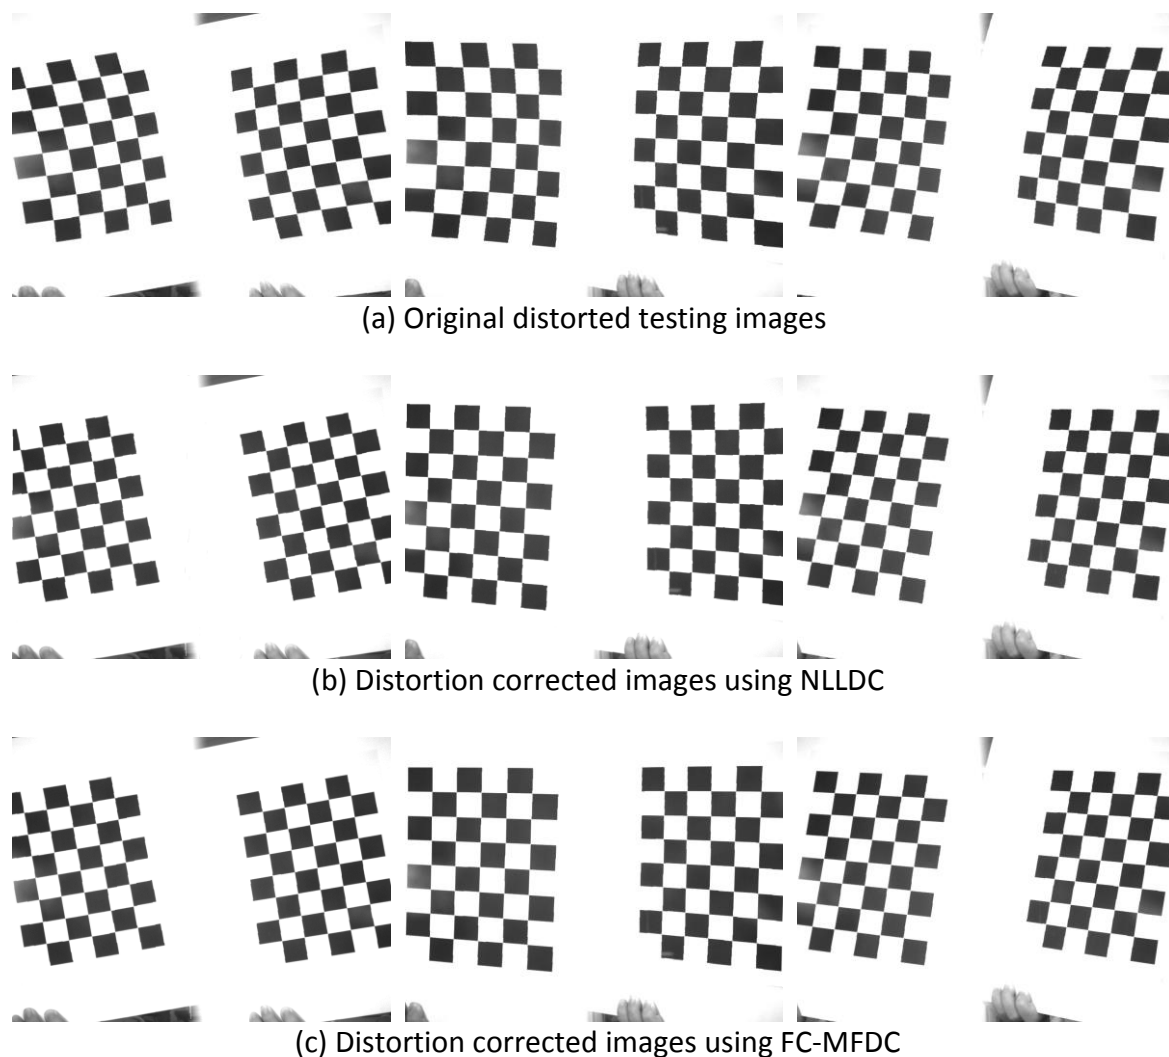 (a) Original distorted testing images
(b) Distortion corrected images using NLLDC
(c) Distortion corrected images using FC-MFDC